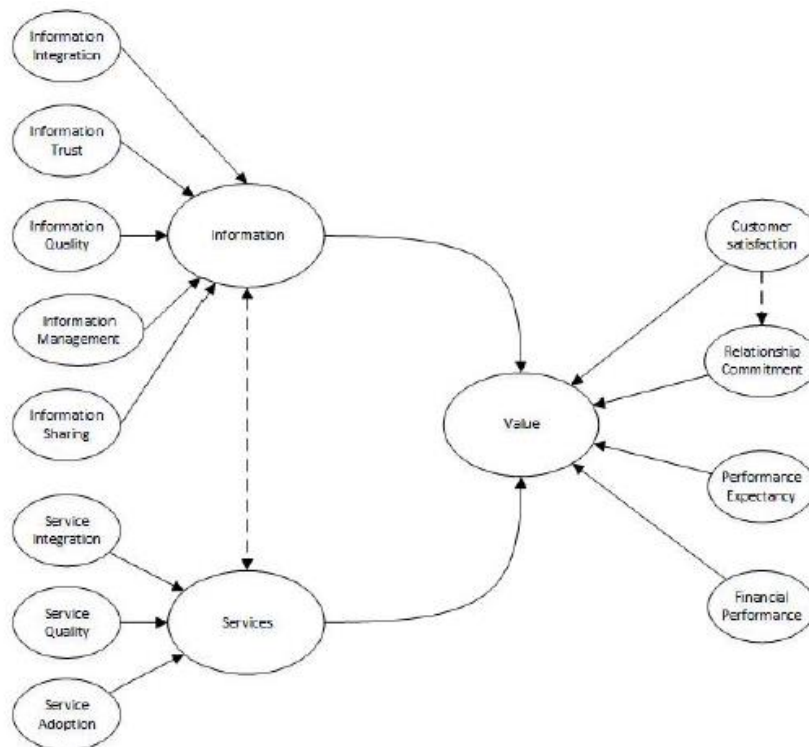 Information
Integration
Information
Trust
Information
Quality
Information
Management
Information
Sharing
Service
Integration
Service
Quality
Service
Adoption
Information
Services
Value
Customer
satisfaction
Relationship
Commitment
Performance
Expectancy
Financial
Performance